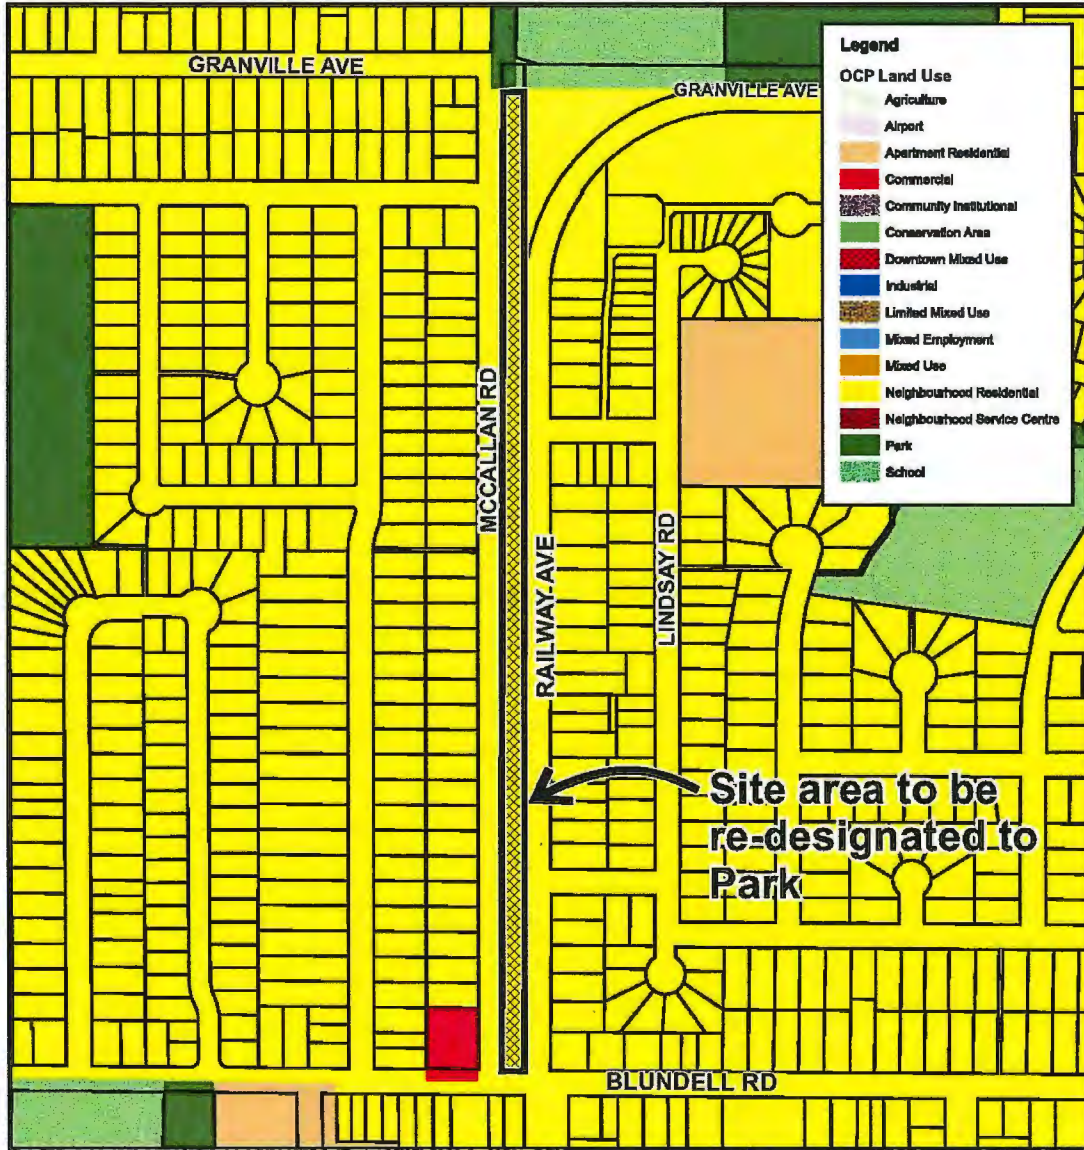 GRANVILLE AVE
GRANVILLE AVE
Legend
OCP Land Use
Agriculture
Airport
Apartment Residential
Commercial
Community Institutional
Conservation Area
Downtown Mixed Use
Industrial
Limited Mixed Use
Mixed Employment
Mixed Use
Neighbourhood Residential
Neighbourhood Service Centre
Park
School
MCCALLAN RD
RAILWAY AVE
LINDSAY RD
Site area to be
re-designated to
Park
BLUNDELL RD